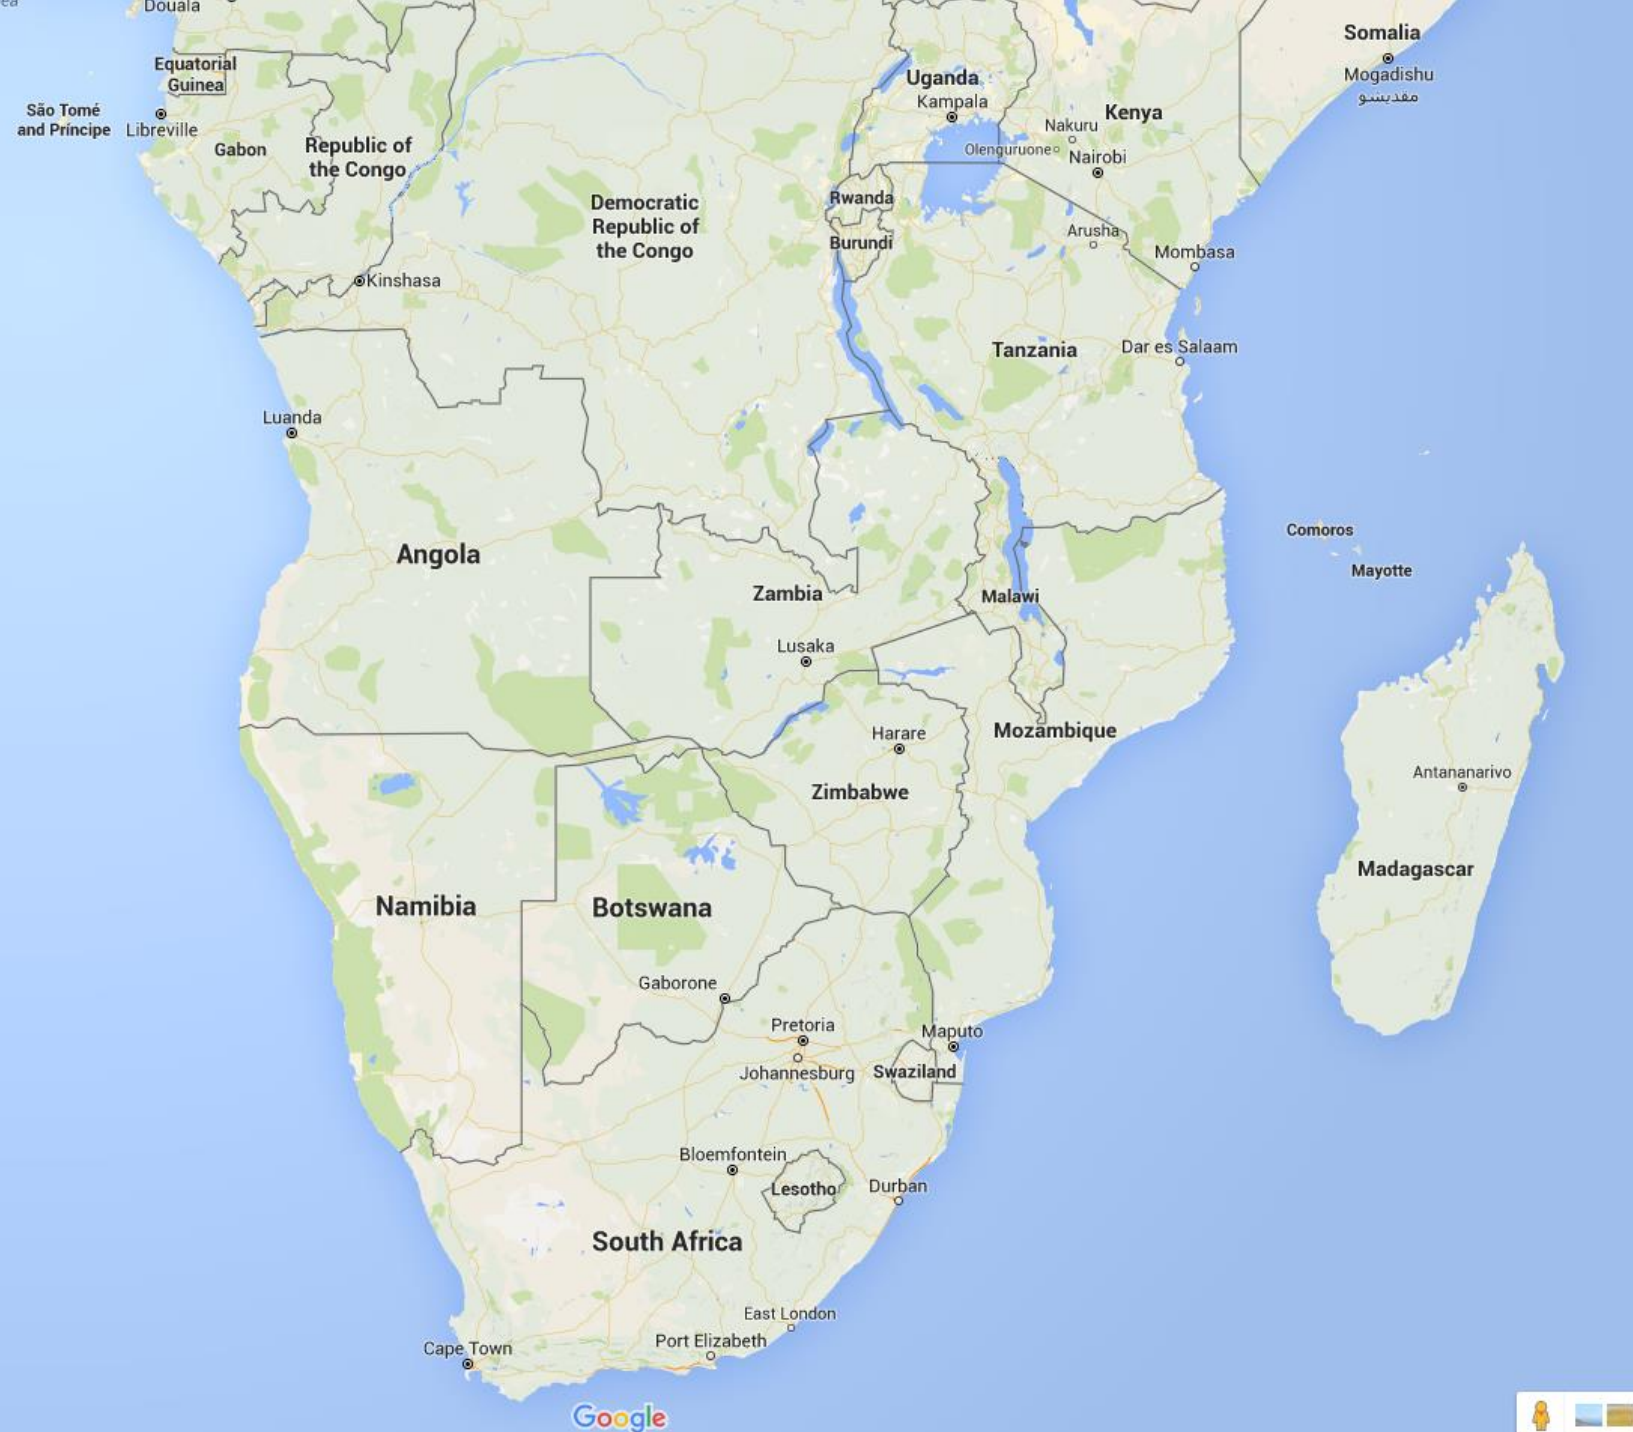 Douala
Somalia
Mogadishu
مقديشو
Equatorial
Guinea
Uganda
Kampala
Kenya
São Tomé
and Príncipe
Libreville
Nakuru
Gabon
Republic of
the Congo
Olenguruone
Nairobi
Democratic
Republic of
the Congo
Rwanda
Burundi
Arusha
Mombasa
Kinshasa
Tanzania
Dar es Salaam
Luanda
Comoros
Mayotte
Angola
Zambia
Malawi
Lusaka
Mozambique
Harare
Zimbabwe
Antananarivo
Madagascar
Namibia
Botswana
Gaborone
Pretoria
Maputo
Johannesburg
Swaziland
Bloemfontein
Lesotho
Durban
South Africa
East London
Port Elizabeth
Cape Town
Google